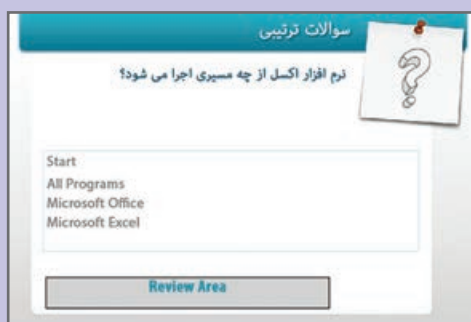 سوالات ترتیبی
نرم افزار اکسل از چه مسیری اجرا می شود؟
Start
All Programs
Microsoft Office
Microsoft Excel
Review Area